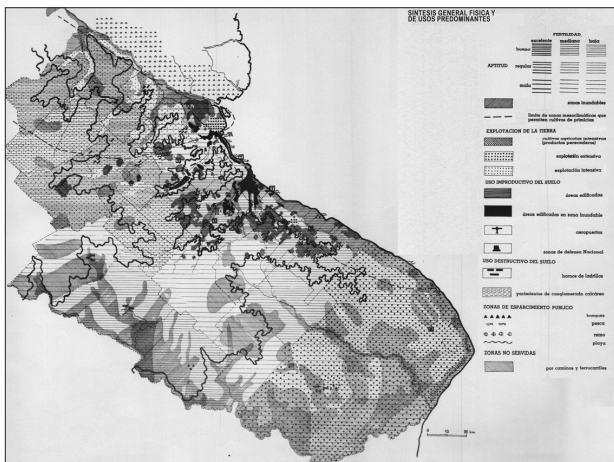 SINTESIS GENERAL FISICA Y
DE USOS PREDOMINANTES
FERTILIDAD
excelente mediana baja
buena
APTITUD regular
mala
zonas inundables
limite de zonas mesoclimáticas que
permiten cultivos de primicias
EXPLOTACION DE LA TIERRA
cultivos agrícolas intensivos
(productos perecederos)
explotación extensiva
explotación intensiva
USO IMPRODUCTIVO DEL SUELO
áreas edificadas
áreas edificadas en zona inundable
aeropuertos
zonas de defensa Nacional
USO DESTRUCTIVO DEL SUELO
hornos de ladrillos
yacimientos de conglomerado calcáreo
ZONAS DE ESPARCIMIENTO PUBLICO
bosques
pesca
remo
playa
ZONAS NO SERVIDAS
por caminos y ferrocarriles